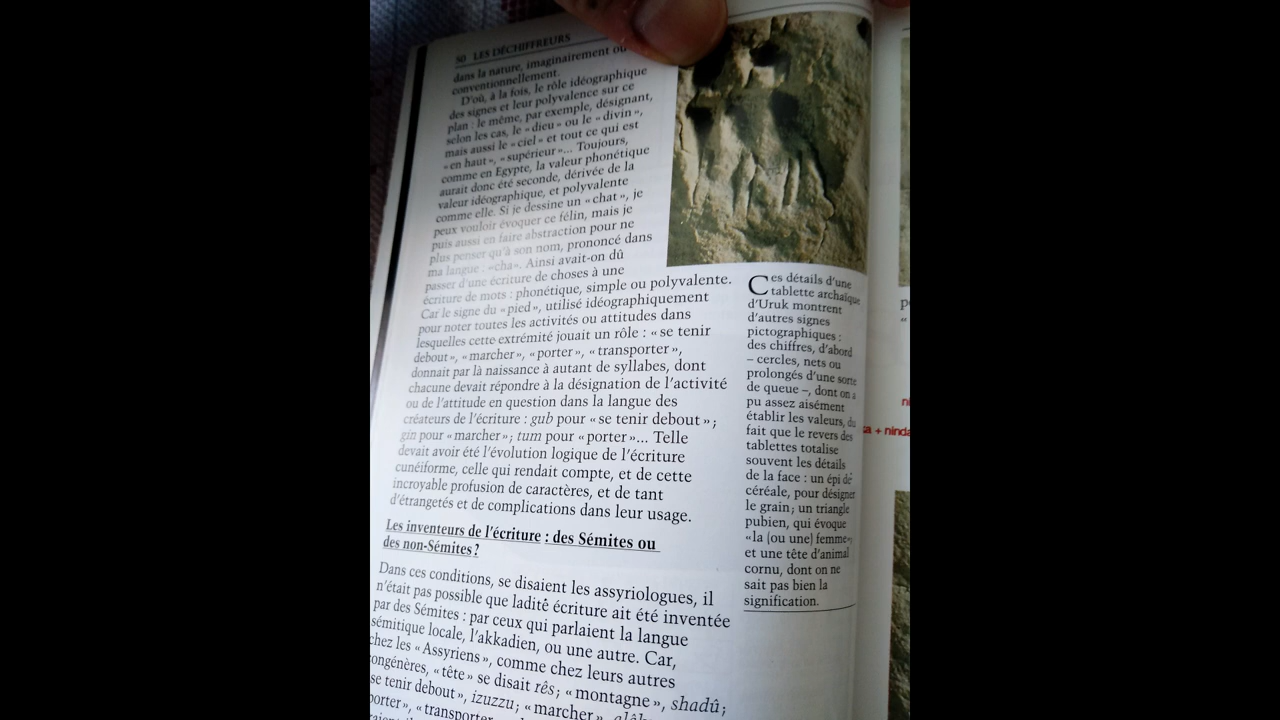 50 LES DÉCHIFFREURS
dans la nature, imaginairement ou
conventionnellement.
D'où, à la fois, le rôle idéographique
des signes et leur polyvalence sur ce
plan : le même, par exemple, désignant,
selon les cas, le « dieu » ou le « divin »,
mais aussi le « ciel » et tout ce qui est
« en haut », « supérieur »... Toujours,
comme en Egypte, la valeur phonétique
aurait donc été seconde, dérivée de la
valeur idéographique, et polyvalente
comme elle. Si je dessine un « chat », je
peux vouloir évoquer ce félin, mais je
puis aussi en faire abstraction pour ne
plus penser qu'à son nom, prononcé dans
ma langue : «cha». Ainsi avait-on dû
passer d'une écriture de choses à une
écriture de mots : phonétique, simple ou polyvalente.
Car le signe du « pied », utilisé idéographiquement
pour noter toutes les activités ou attitudes dans
lesquelles cette extrémité jouait un rôle : « se tenir
debout », « marcher », « porter », « transporter »,
donnait par là naissance à autant de syllabes, dont
chacune devait répondre à la désignation de l'activité
ou de l'attitude en question dans la langue des
créateurs de l'écriture : gub pour « se tenir debout » ;
gin pour « marcher » ; tum pour « porter »... Telle
devait avoir été l'évolution logique de l'écriture
cunéiforme, celle qui rendait compte, et de cette
incroyable profusion de caractères, et de tant
d'étrangetés et de complications dans leur usage.
Les inventeurs de l'écriture : des Sémites ou
des non-Sémites ?
Dans ces conditions, se disaient les assyriologues, il
n'était pas possible que ladite écriture ait été inventée
par des Sémites : par ceux qui parlaient la langue
sémitique locale, l'akkadien, ou une autre. Car,
chez les « Assyriens », comme chez leurs autres
congénères, « tête » se disait rês ; « montagne », shadû ;
se tenir debout », izuzzu ; « marcher »,
porter », « transporter
Ces détails d'une
tablette archaïque
d'Uruk montrent
d'autres signes
pictographiques :
des chiffres, d'abord
– cercles, nets ou
prolongés d'une sorte
de queue –, dont on a
pu assez aisément
établir les valeurs, du
fait que le revers des
tablettes totalise
souvent les détails
de la face : un épi de
céréale, pour désigner
le grain ; un triangle
pubien, qui évoque
«la (ou une) femme»
et une tête d'animal
cornu, dont on ne
sait pas bien la
signification.
+ ninda